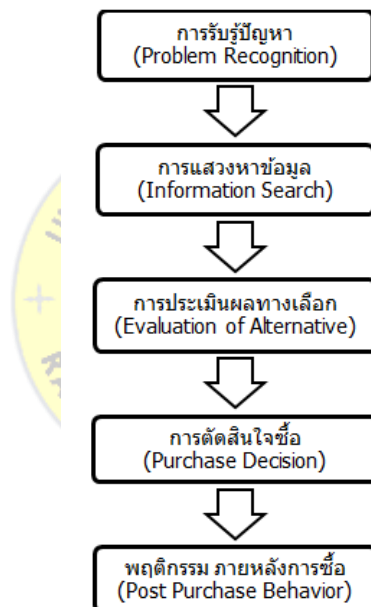 การรับรู้ปัญหา
(Problem Recognition)
การแสวงหาข้อมูล
(Information Search)
การประเมินผลทางเลือก
(Evaluation of Alternative)
การตัดสินใจซื้อ
(Purchase Decision)
พฤติกรรม ภายหลังการซื้อ
(Post Purchase Behavior)